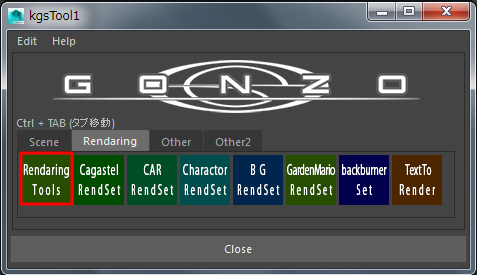 kgsTool1
Edit Help
GONZO
Ctrl + TAB (タブ移動)
Scene Rendaring Other Other2
Rendaring Cagastel CAR Charactor B G GardenMario backburner TextTo
Tools RendSet RendSet RendSet RendSet RendSet Set Render
Close